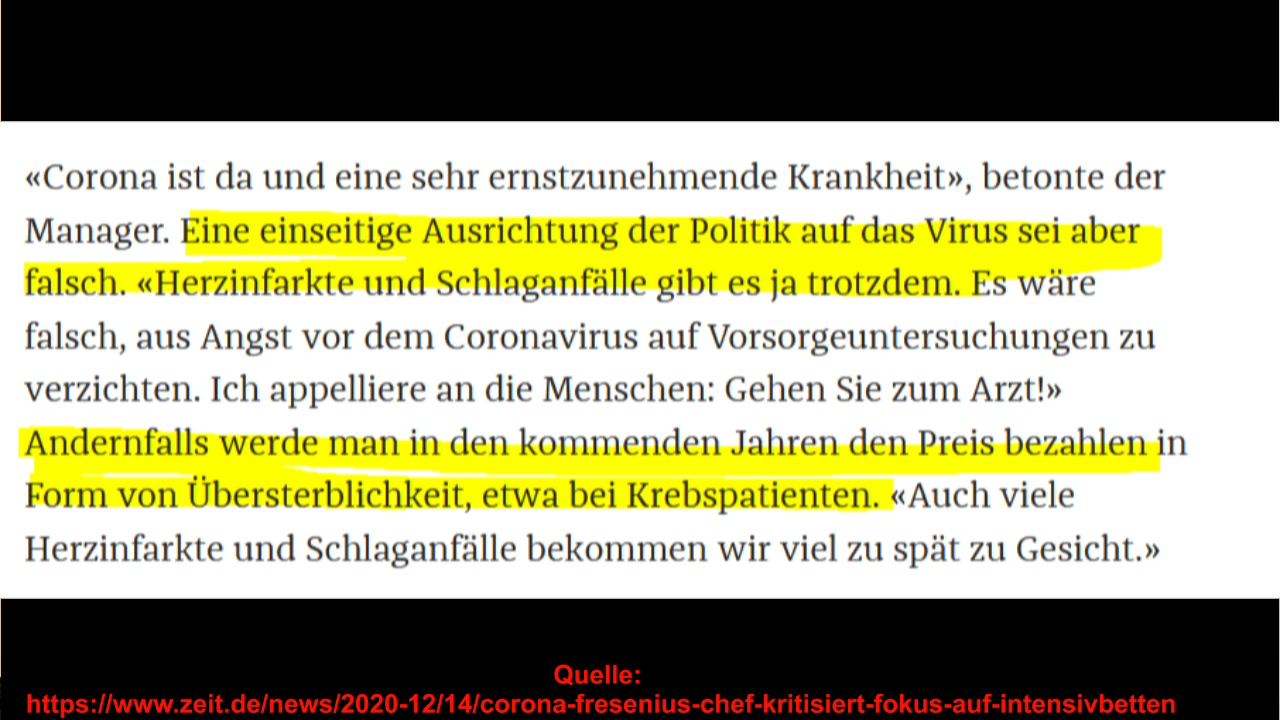 «Corona ist da und eine sehr ernstzunehmende Krankheit», betonte der
Manager. Eine einseitige Ausrichtung der Politik auf das Virus sei aber
falsch. «Herzinfarkte und Schlaganfälle gibt es ja trotzdem. Es wäre
falsch, aus Angst vor dem Coronavirus auf Vorsorgeuntersuchungen zu
verzichten. Ich appelliere an die Menschen: Gehen Sie zum Arzt!»
Andernfalls werde man in den kommenden Jahren den Preis bezahlen in
Form von Übersterblichkeit, etwa bei Krebspatienten. «Auch viele
Herzinfarkte und Schlaganfälle bekommen wir viel zu spät zu Gesicht.»
Quelle:
https://www.zeit.de/news/2020-12/14/corona-fresenius-chef-kritisiert-fokus-auf-intensivbetten